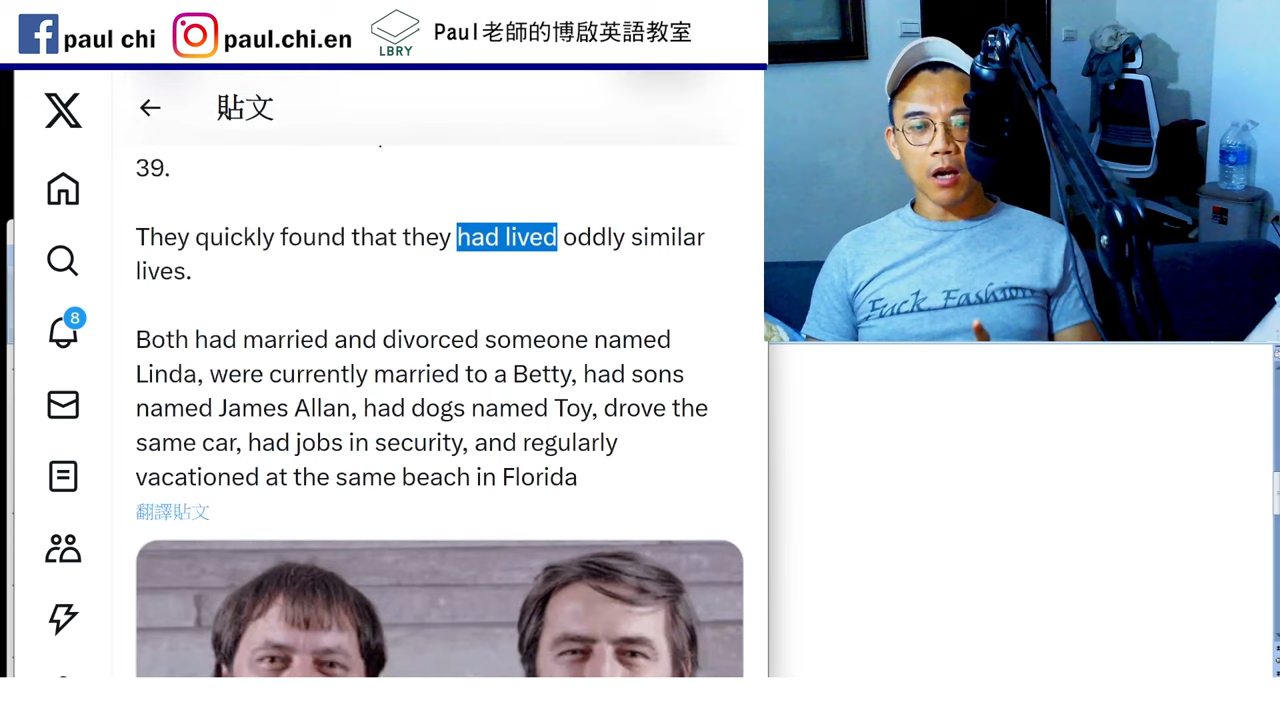 paul chi
paul.chi.en
LBRY
Paul老師的博啟英語教室
貼文
39.
They quickly found that they had lived oddly similar
lives.
8
Both had married and divorced someone named
Linda, were currently married to a Betty, had sons
named James Allan, had dogs named Toy, drove the
same car, had jobs in security, and regularly
vacationed at the same beach in Florida
翻譯貼文
Fuck Fashion